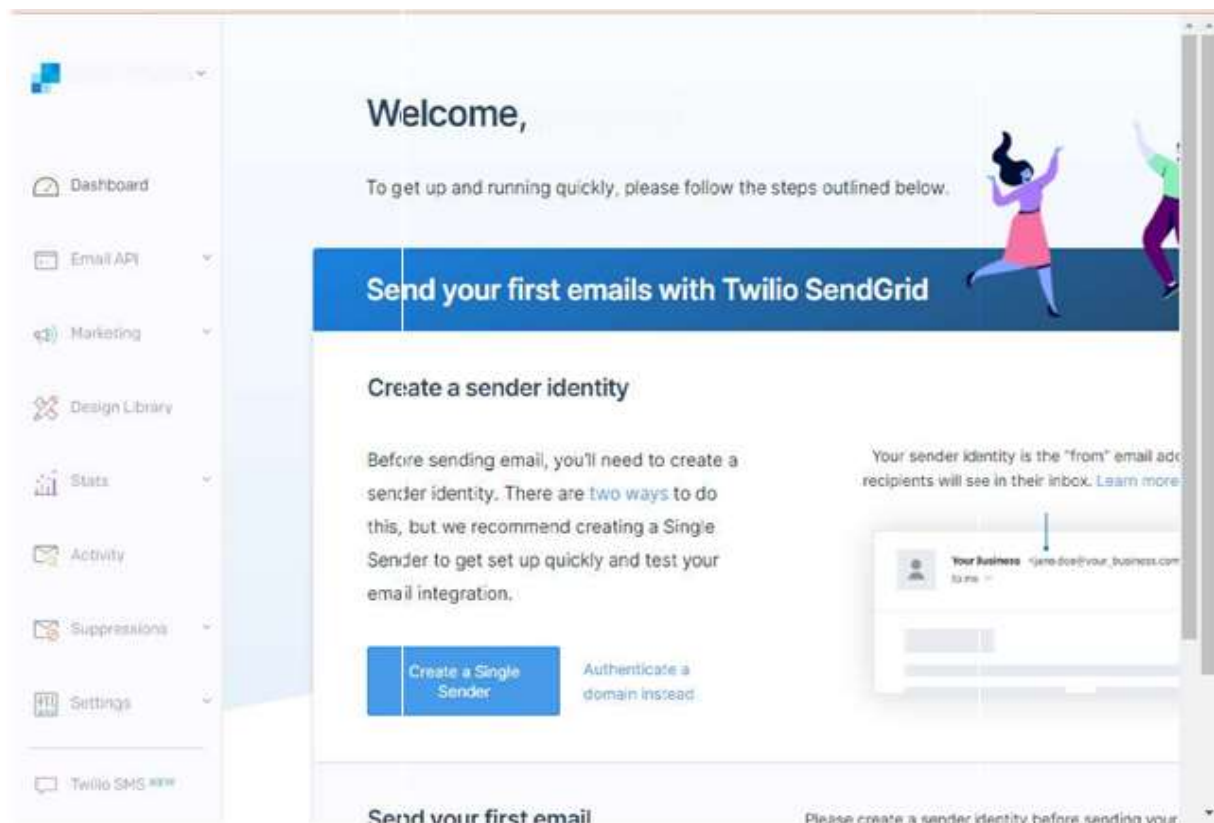 Welcome,
To get up and running quickly, please follow the steps outlined below.
Dashboard
Email API
Marketing
Design Library
Stats
Activity
Suppressions
Settings
Twilio SMS NEW
Send your first emails with Twilio SendGrid
Create a sender identity
Before sending email, you'll need to create a
sender identity. There are two ways to do
this, but we recommend creating a Single
Sender to get set up quickly and test your
email integration.
Create a Single
Sender
Authenticate a
domain instead
Your sender identity is the "from" email add
recipients will see in their inbox. Learn more
Your Business <jane.doe@your_business.com
to me
Send your first email
Please create a sender identity before sending your